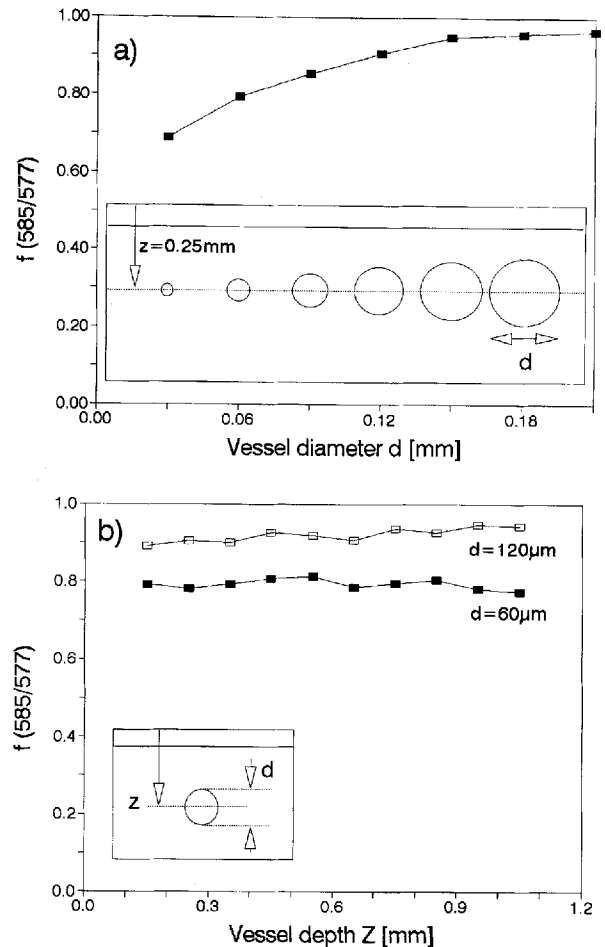 a)
1.00
0.80
0.60
0.40
0.20
0.00
f (585/577)
z=0.25mm
d
0.00 0.06 0.12 0.18
Vessel diameter d [mm]
b)
1.0
0.8
0.6
0.4
0.2
0.0
f (585/577)
d=120μm
d=60μm
d
z
0.0 0.3 0.6 0.9 1.2
Vessel depth Z [mm]